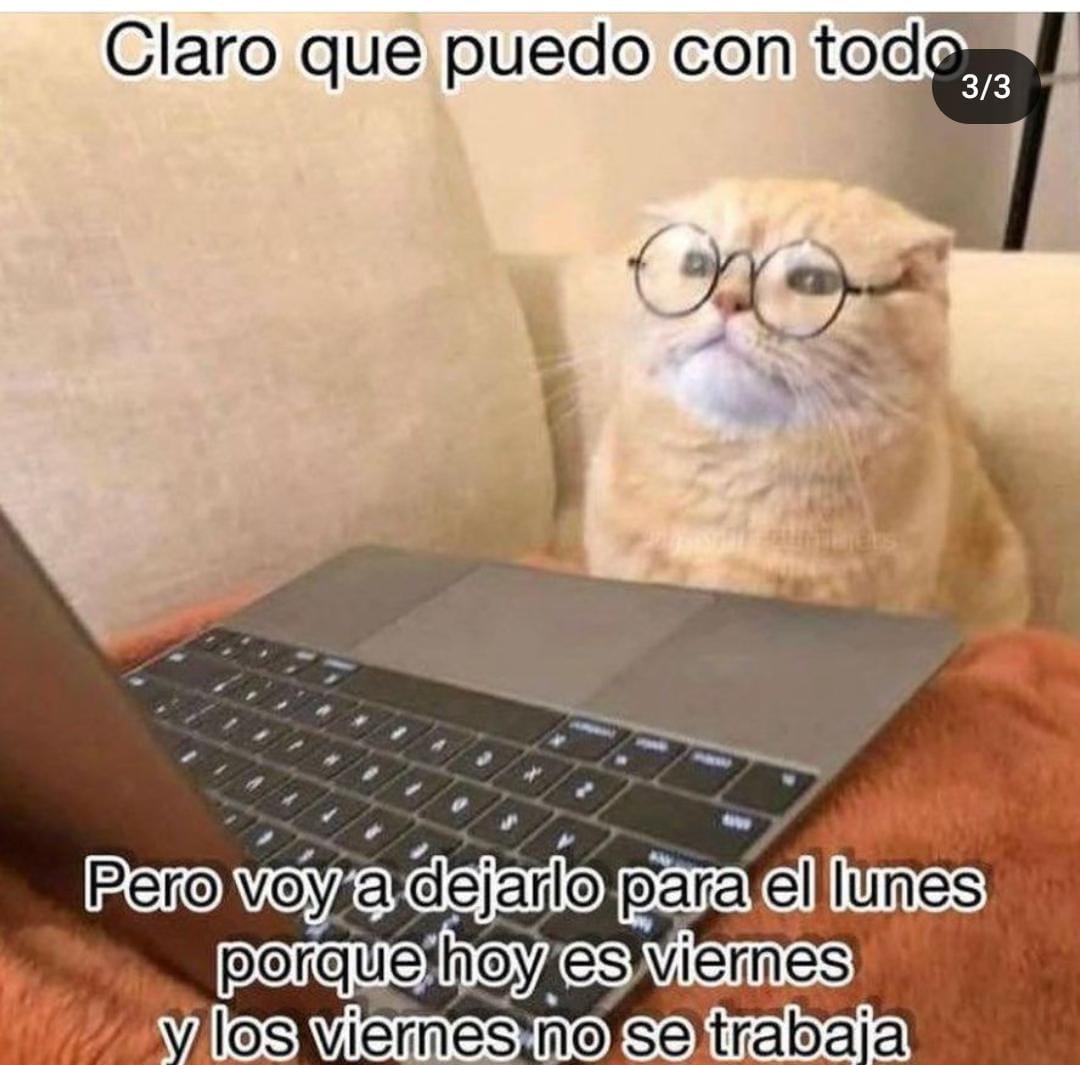 Claro que puedo con todo
3/3
Pero voy a dejarlo para el lunes
porque hoy es viernes
y los viernes no se trabaja